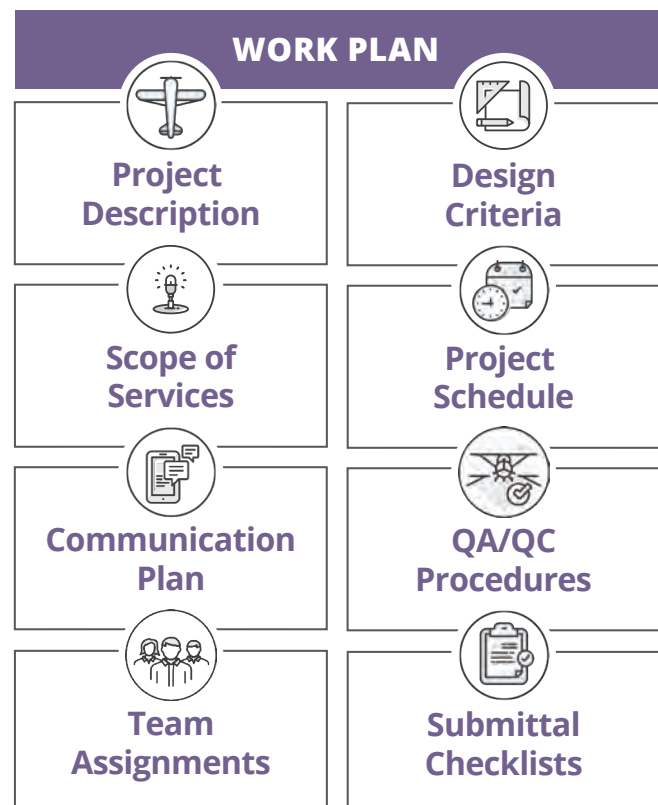 WORK PLAN
Project
Description
Design
Criteria
Scope of
Services
Project
Schedule
Communication
Plan
QA/QC
Procedures
Team
Assignments
Submittal
Checklists